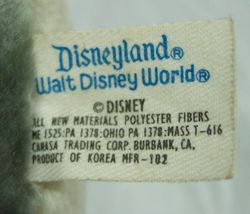 Disneyland®
Walt Disney World®
© DISNEY
ALL NEW MATERIALS POLYESTER FIBERS
ME 1525:PA 1378:OHIO PA 1378:MASS T-616
CANASA TRADING CORP. BURBANK, CA.
PRODUCT OF KOREA MFR-102